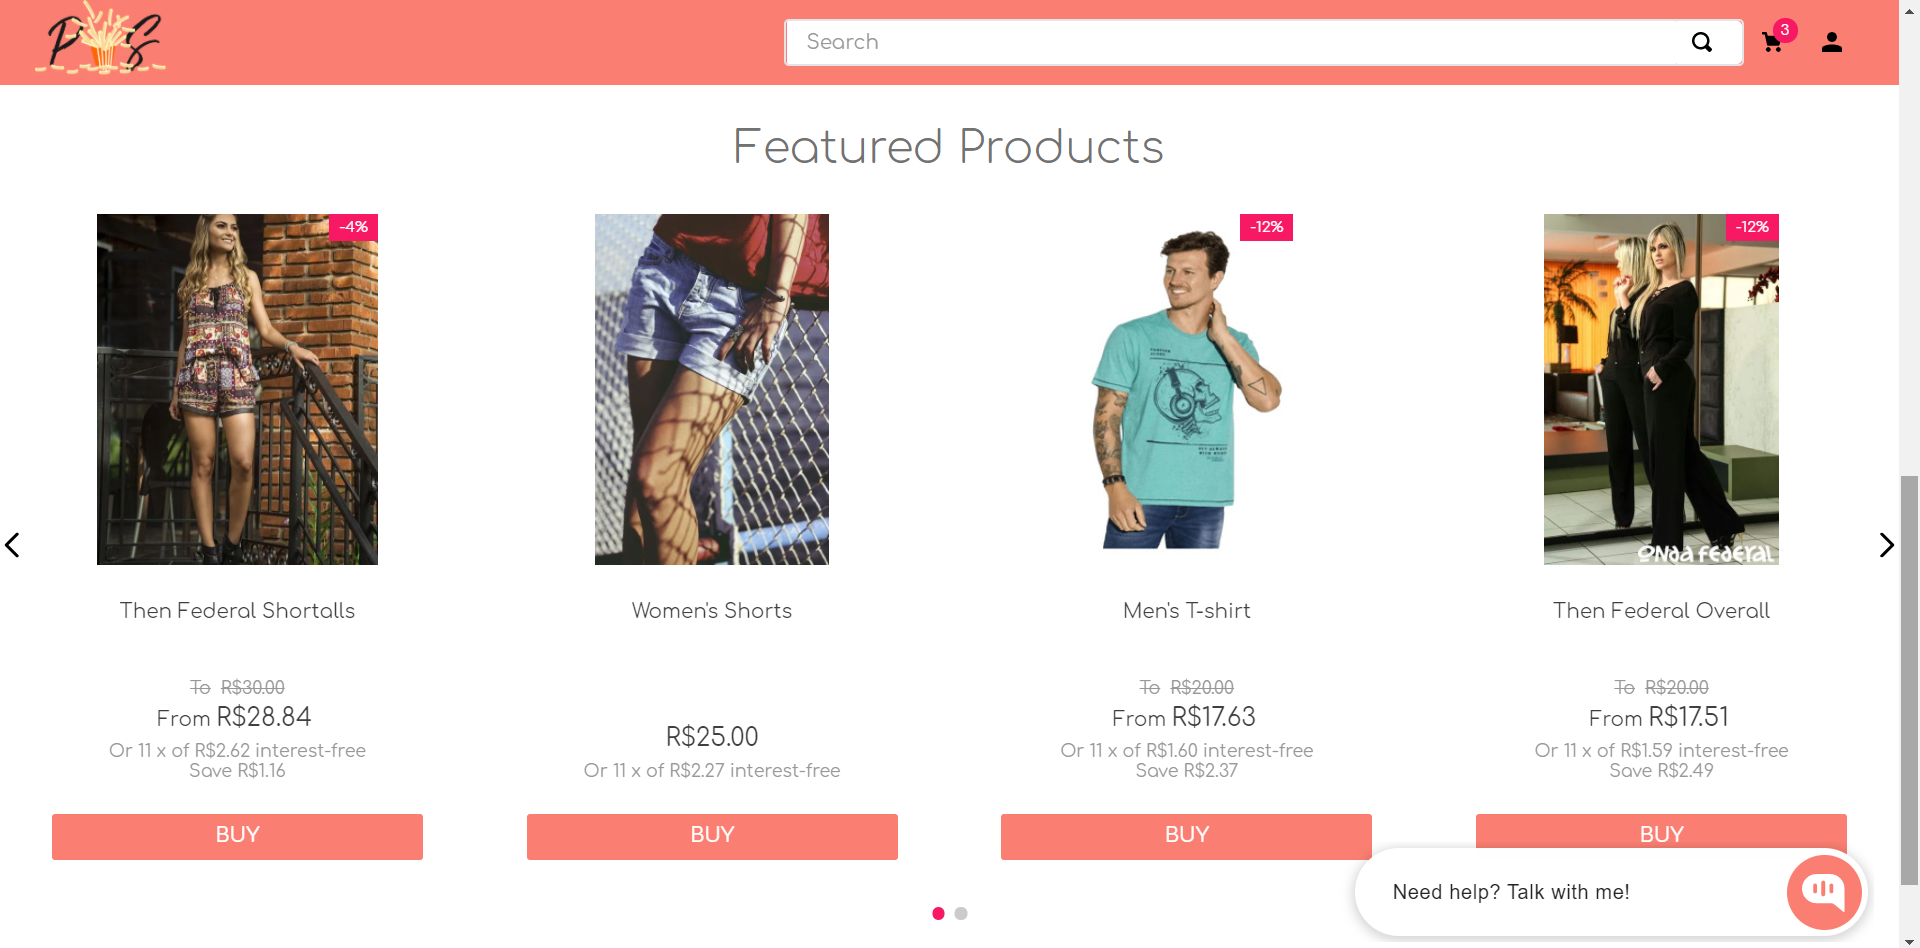 PS
Search
3
Featured Products
-4%
-12%
-12%
ONDA FEDERAL
Then Federal Shortalls
Women's Shorts
Men's T-shirt
Then Federal Overall
To R$30.00
From R$28.84
Or 11 x of R$2.62 interest-free
Save R$1.16
R$25.00
Or 11 x of R$2.27 interest-free
To R$20.00
From R$17.63
Or 11 x of R$1.60 interest-free
Save R$2.37
To R$20.00
From R$17.51
Or 11 x of R$1.59 interest-free
Save R$2.49
BUY
BUY
BUY
BUY
Need help? Talk with me!